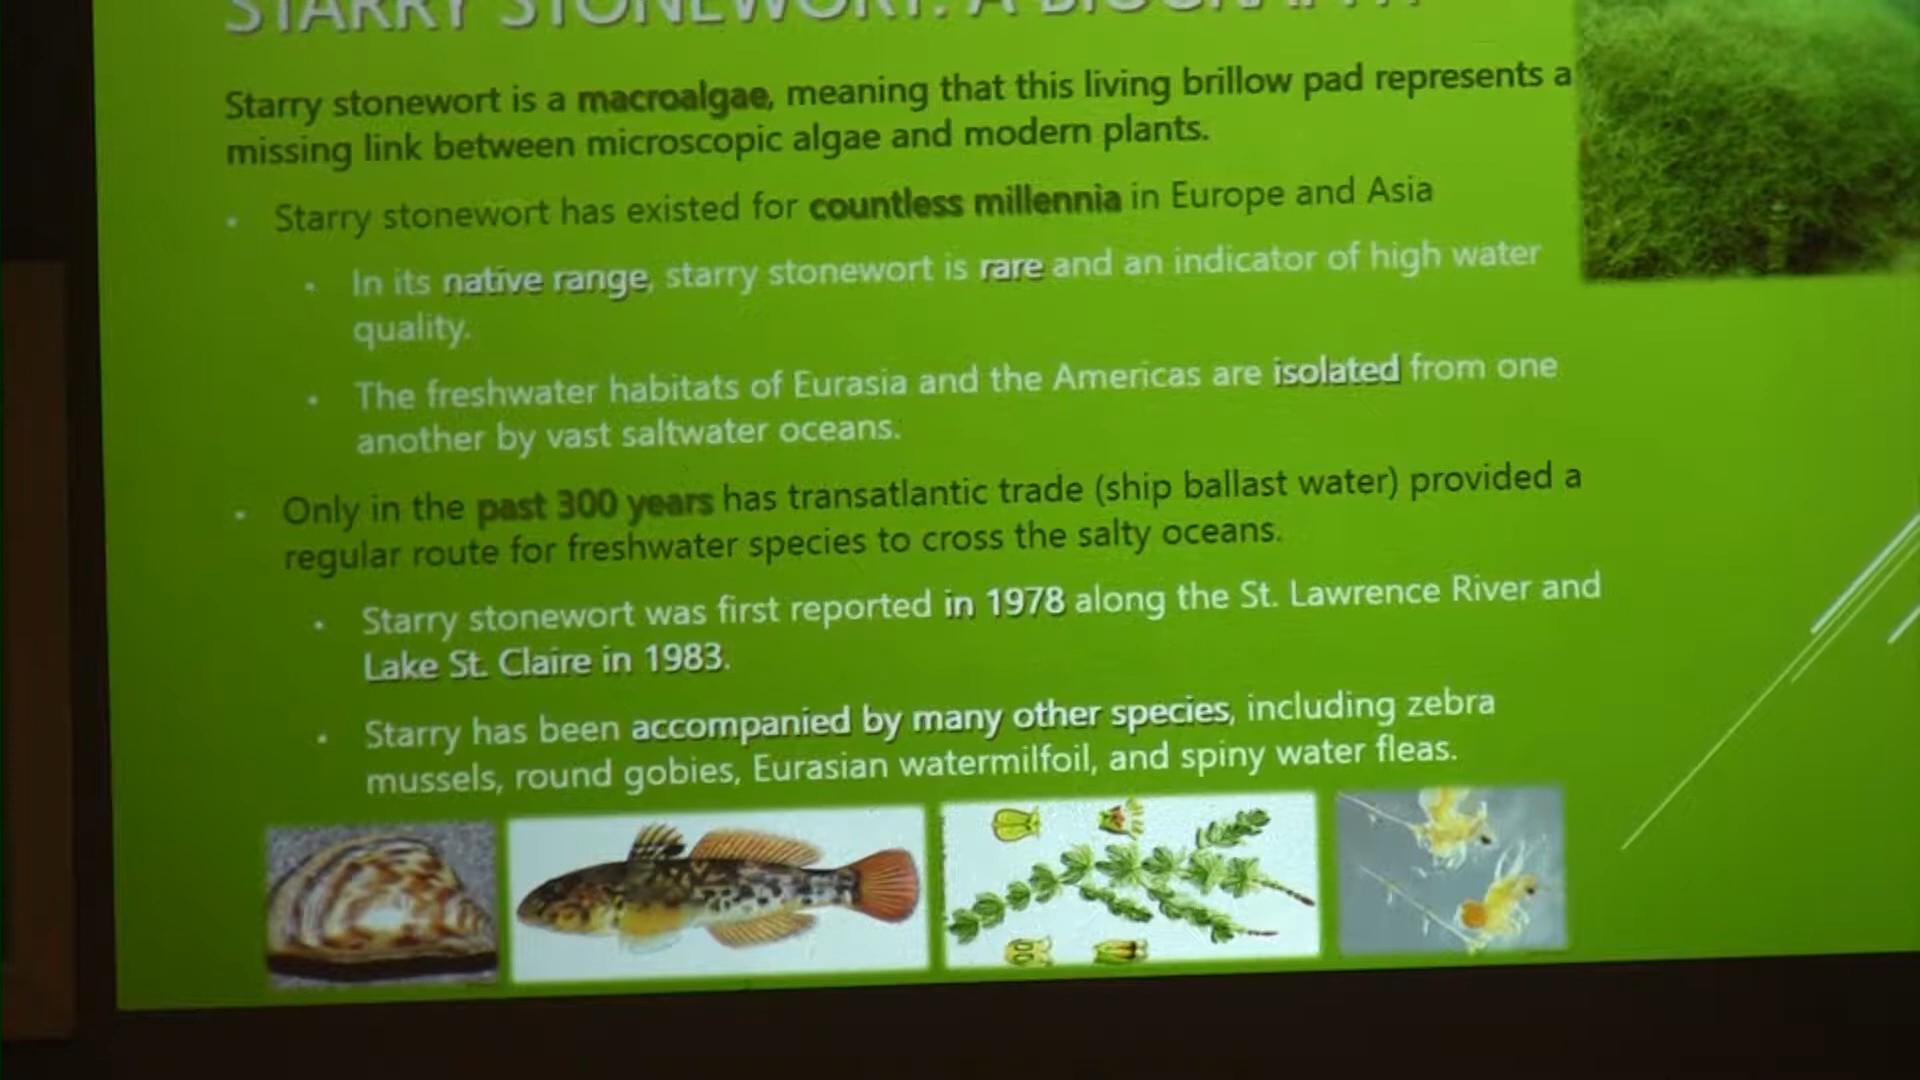 STARRY STONEWORT: A BIOGRAPHY
Starry stonewort is a macroalgae, meaning that this living brillow pad represents a
missing link between microscopic algae and modern plants.
Starry stonewort has existed for countless millennia in Europe and Asia
In its native range, starry stonewort is rare and an indicator of high water
quality.
The freshwater habitats of Eurasia and the Americas are isolated from one
another by vast saltwater oceans.
Only in the past 300 years has transatlantic trade (ship ballast water) provided a
regular route for freshwater species to cross the salty oceans.
Starry stonewort was first reported in 1978 along the St. Lawrence River and
Lake St. Claire in 1983.
Starry has been accompanied by many other species, including zebra
mussels, round gobies, Eurasian watermilfoil, and spiny water fleas.